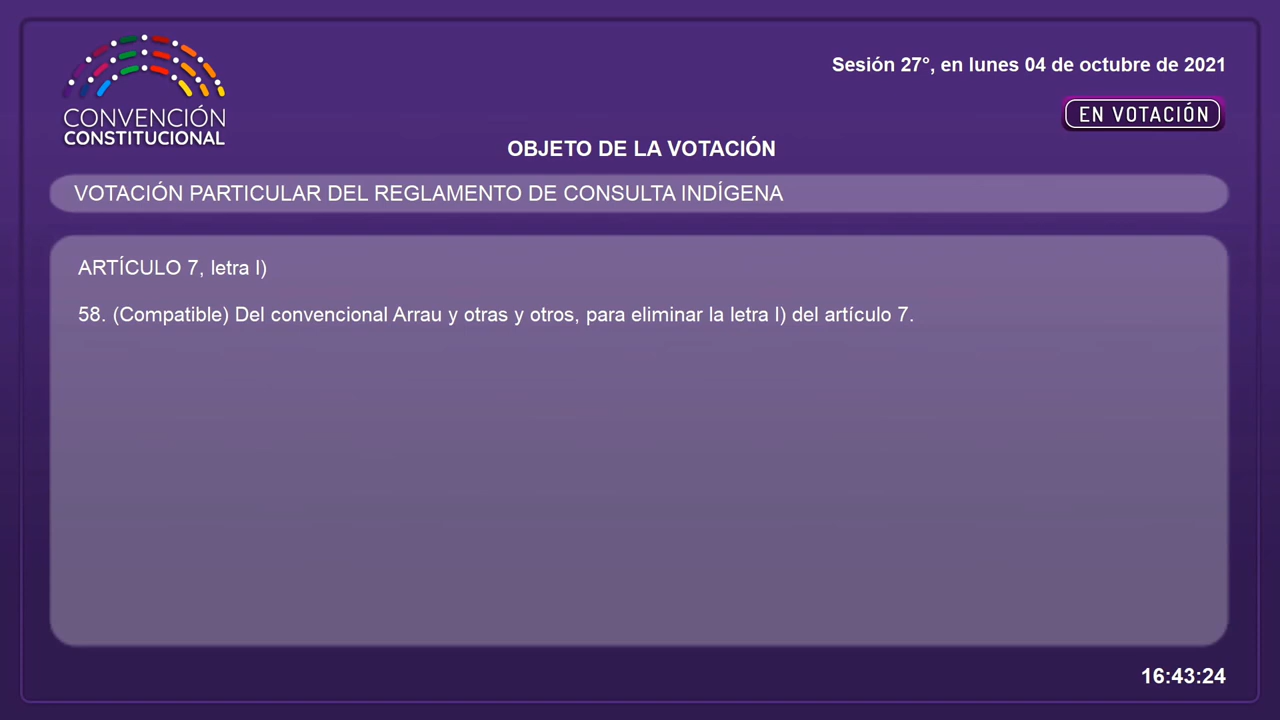 CONVENCIÓN
CONSTITUCIONAL
Sesión 27°, en lunes 04 de octubre de 2021
EN VOTACIÓN
OBJETO DE LA VOTACIÓN
VOTACIÓN PARTICULAR DEL REGLAMENTO DE CONSULTA INDÍGENA
ARTÍCULO 7, letra l)
58. (Compatible) Del convencional Arrau y otras y otros, para eliminar la letra l) del artículo 7.
16:43:24